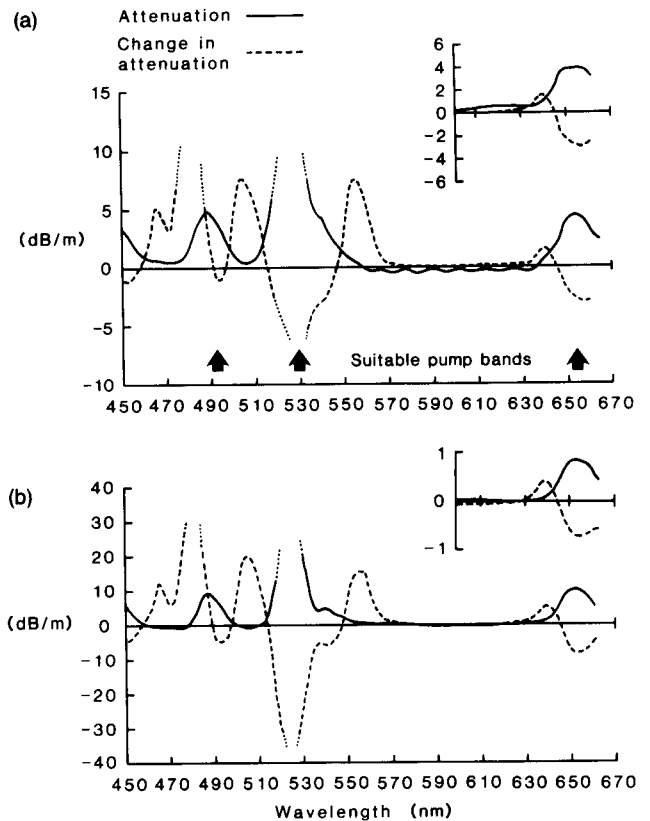 (a)
Attenuation
Change in
attenuation
6
4
2
0
−2
−4
−6
15
10
5
0
−5
−10
(dB/m)
Suitable pump bands
450 470 490 510 530 550 570 590 610 630 650 670
(b)
1
0
−1
40
30
20
10
0
−10
−20
−30
−40
(dB/m)
450 470 490 510 530 550 570 590 610 630 650 670
Wavelength (nm)